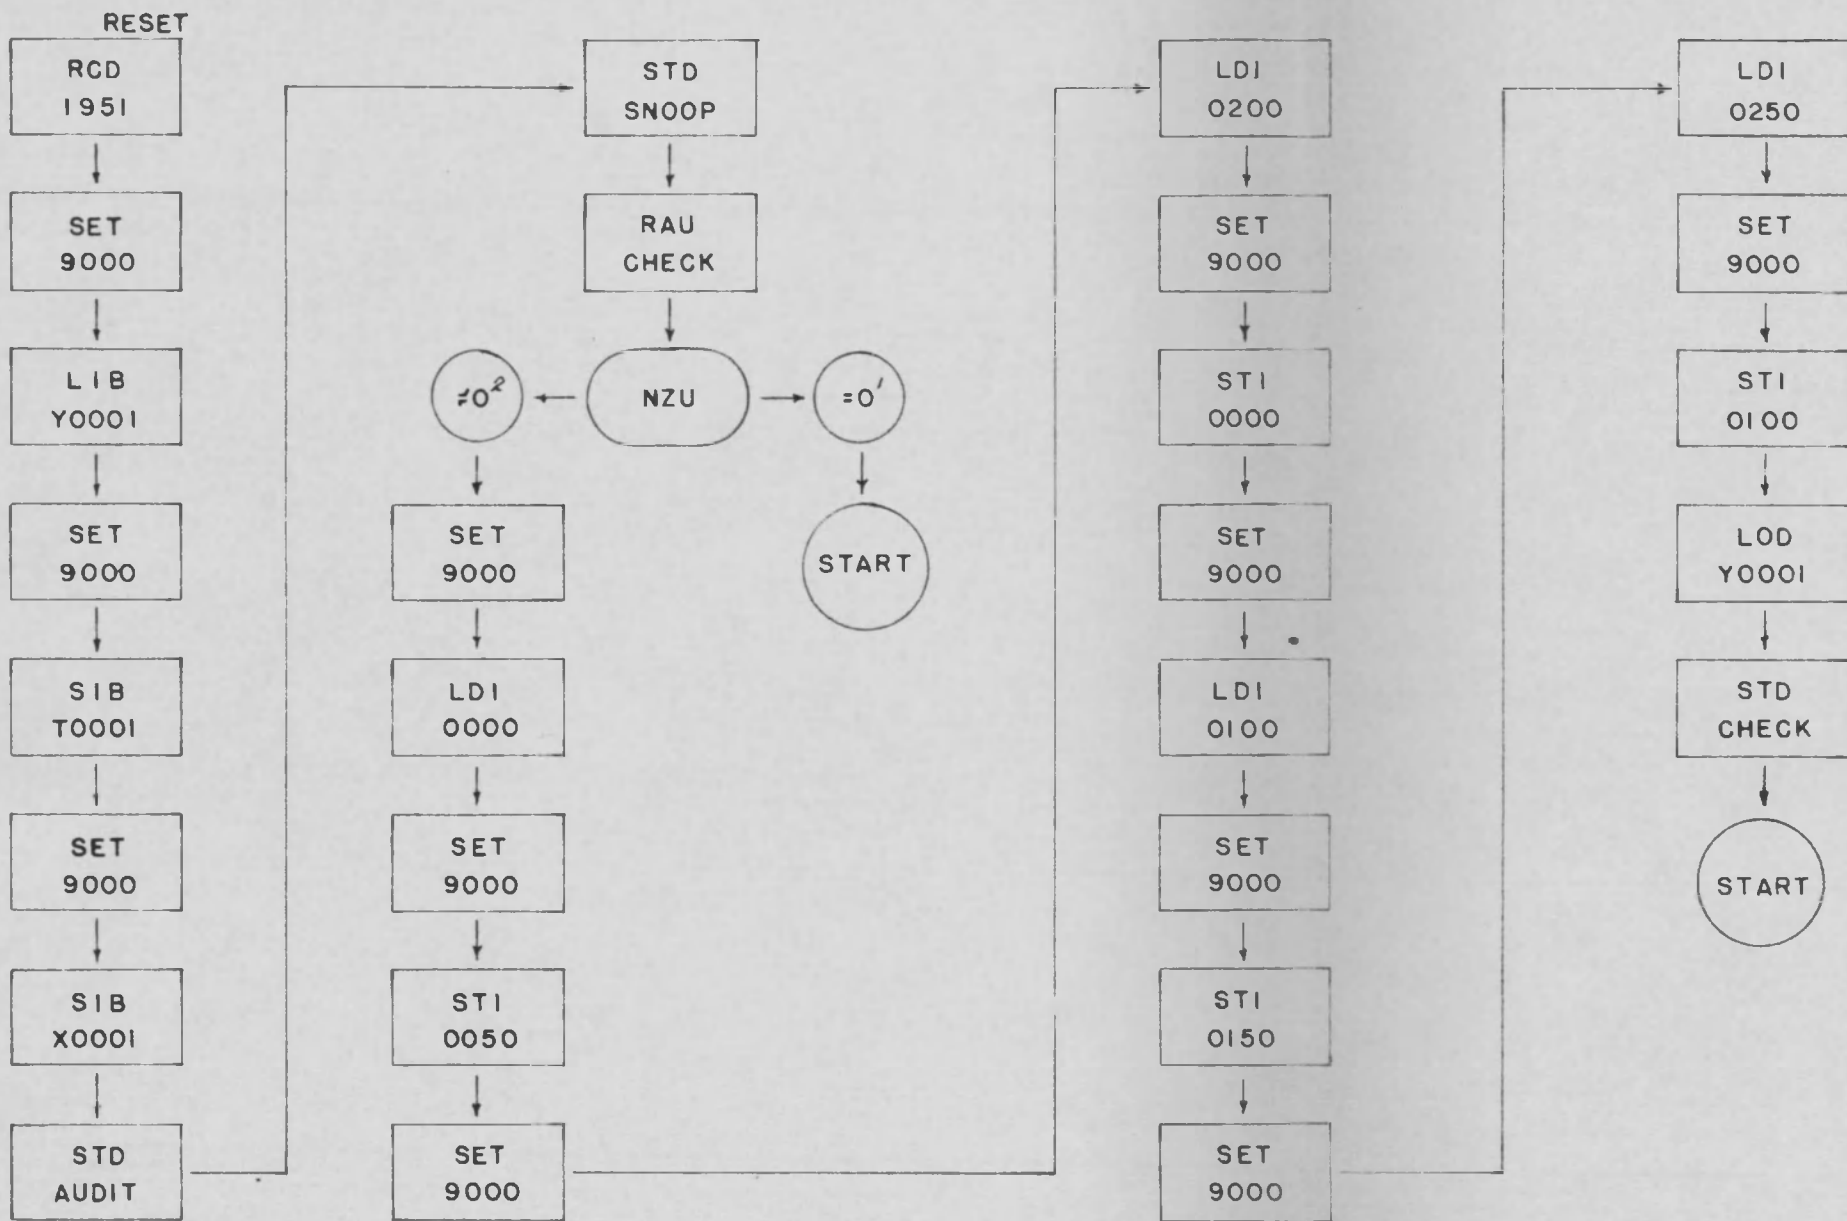 RESET
RCD
1951
SET
9000
LIB
Y0001
SET
9000
SIB
T0001
SET
9000
SIB
X0001
STD
AUDIT
STD
SNOOP
RAU
CHECK
NZU
≠0²
=0'
START
SET
9000
LDI
0000
SET
9000
STI
0050
SET
9000
LDI
0200
SET
9000
STI
0000
SET
9000
LDI
0100
SET
9000
STI
0150
SET
9000
LDI
0250
SET
9000
STI
0100
LOD
Y0001
STD
CHECK
START